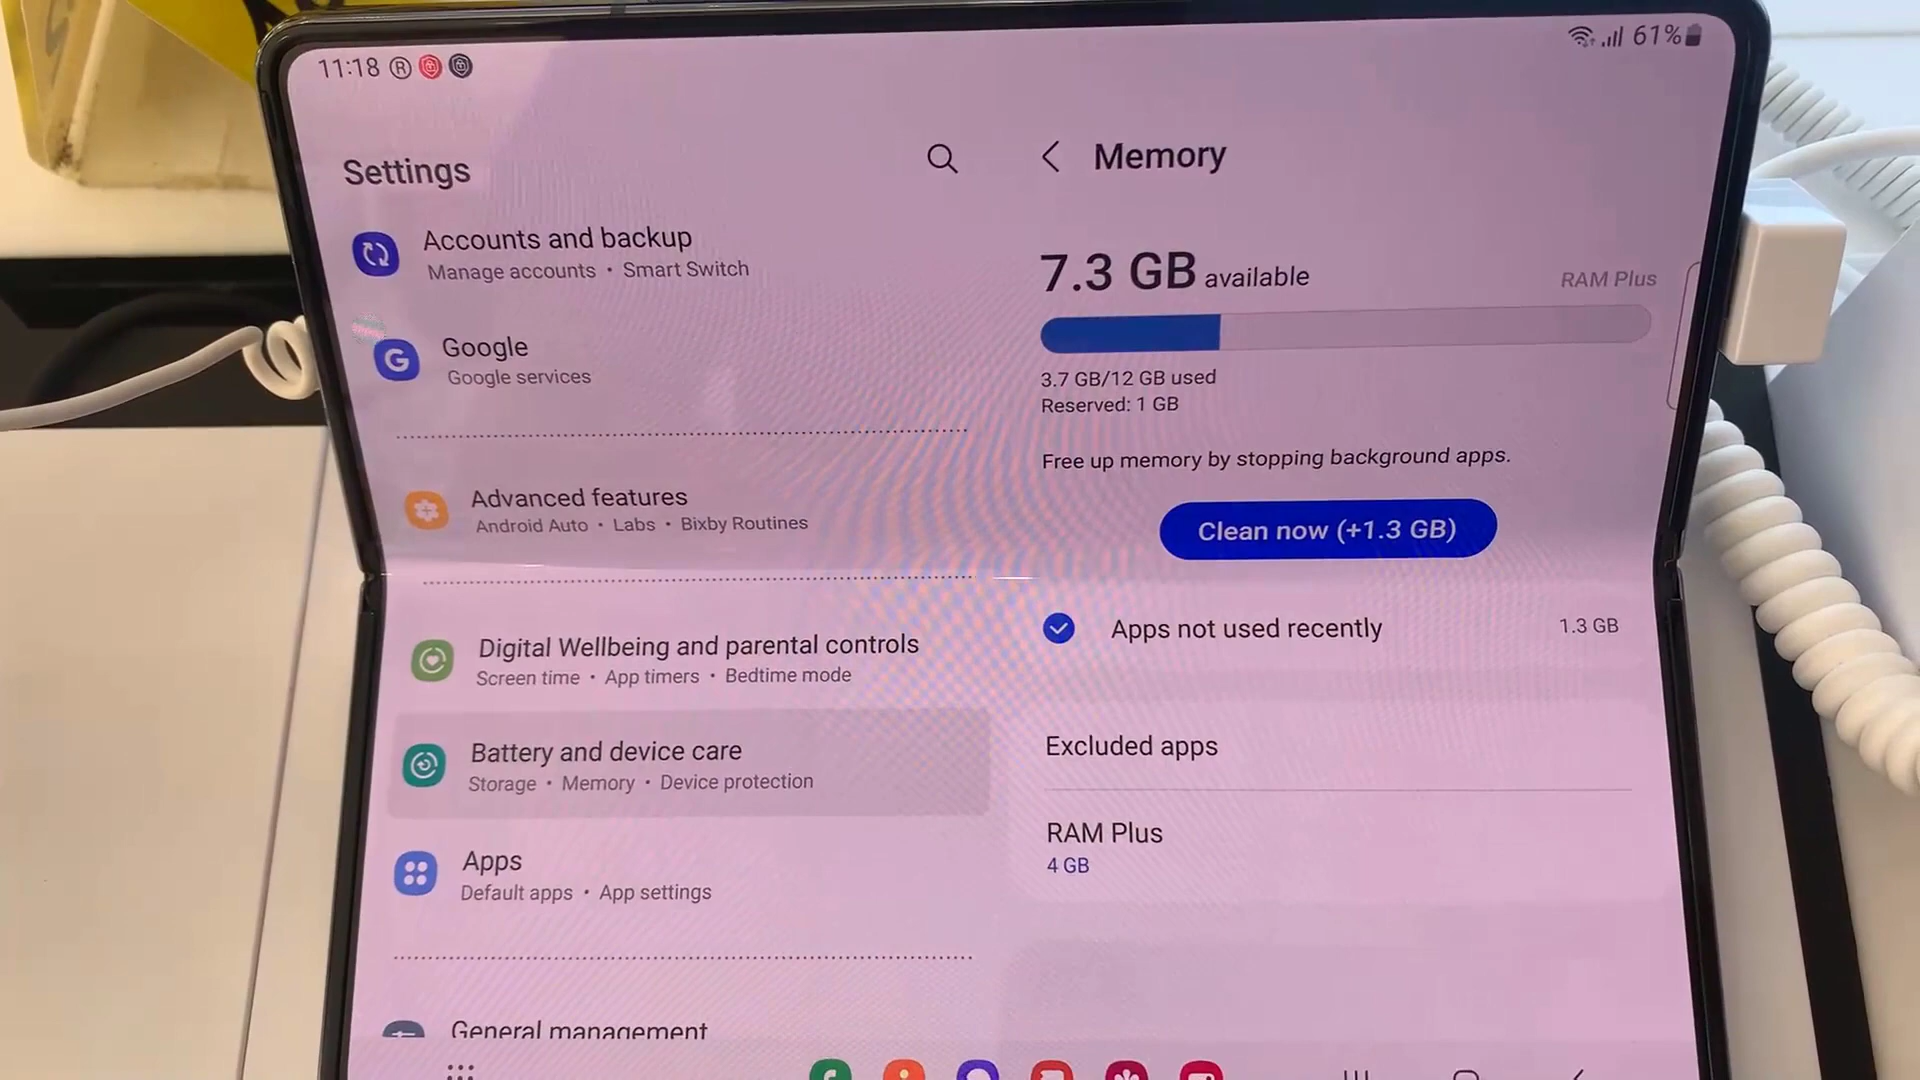 11:18
61%
Settings
Accounts and backup
Manage accounts • Smart Switch
G
Google
Google services
Advanced features
Android Auto • Labs • Bixby Routines
Digital Wellbeing and parental controls
Screen time • App timers • Bedtime mode
Battery and device care
Storage • Memory • Device protection
Apps
Default apps • App settings
General management
Memory
7.3 GB available
RAM Plus
3.7 GB/12 GB used
Reserved: 1 GB
Free up memory by stopping background apps.
Clean now (+1.3 GB)
Apps not used recently
1.3 GB
Excluded apps
RAM Plus
4 GB